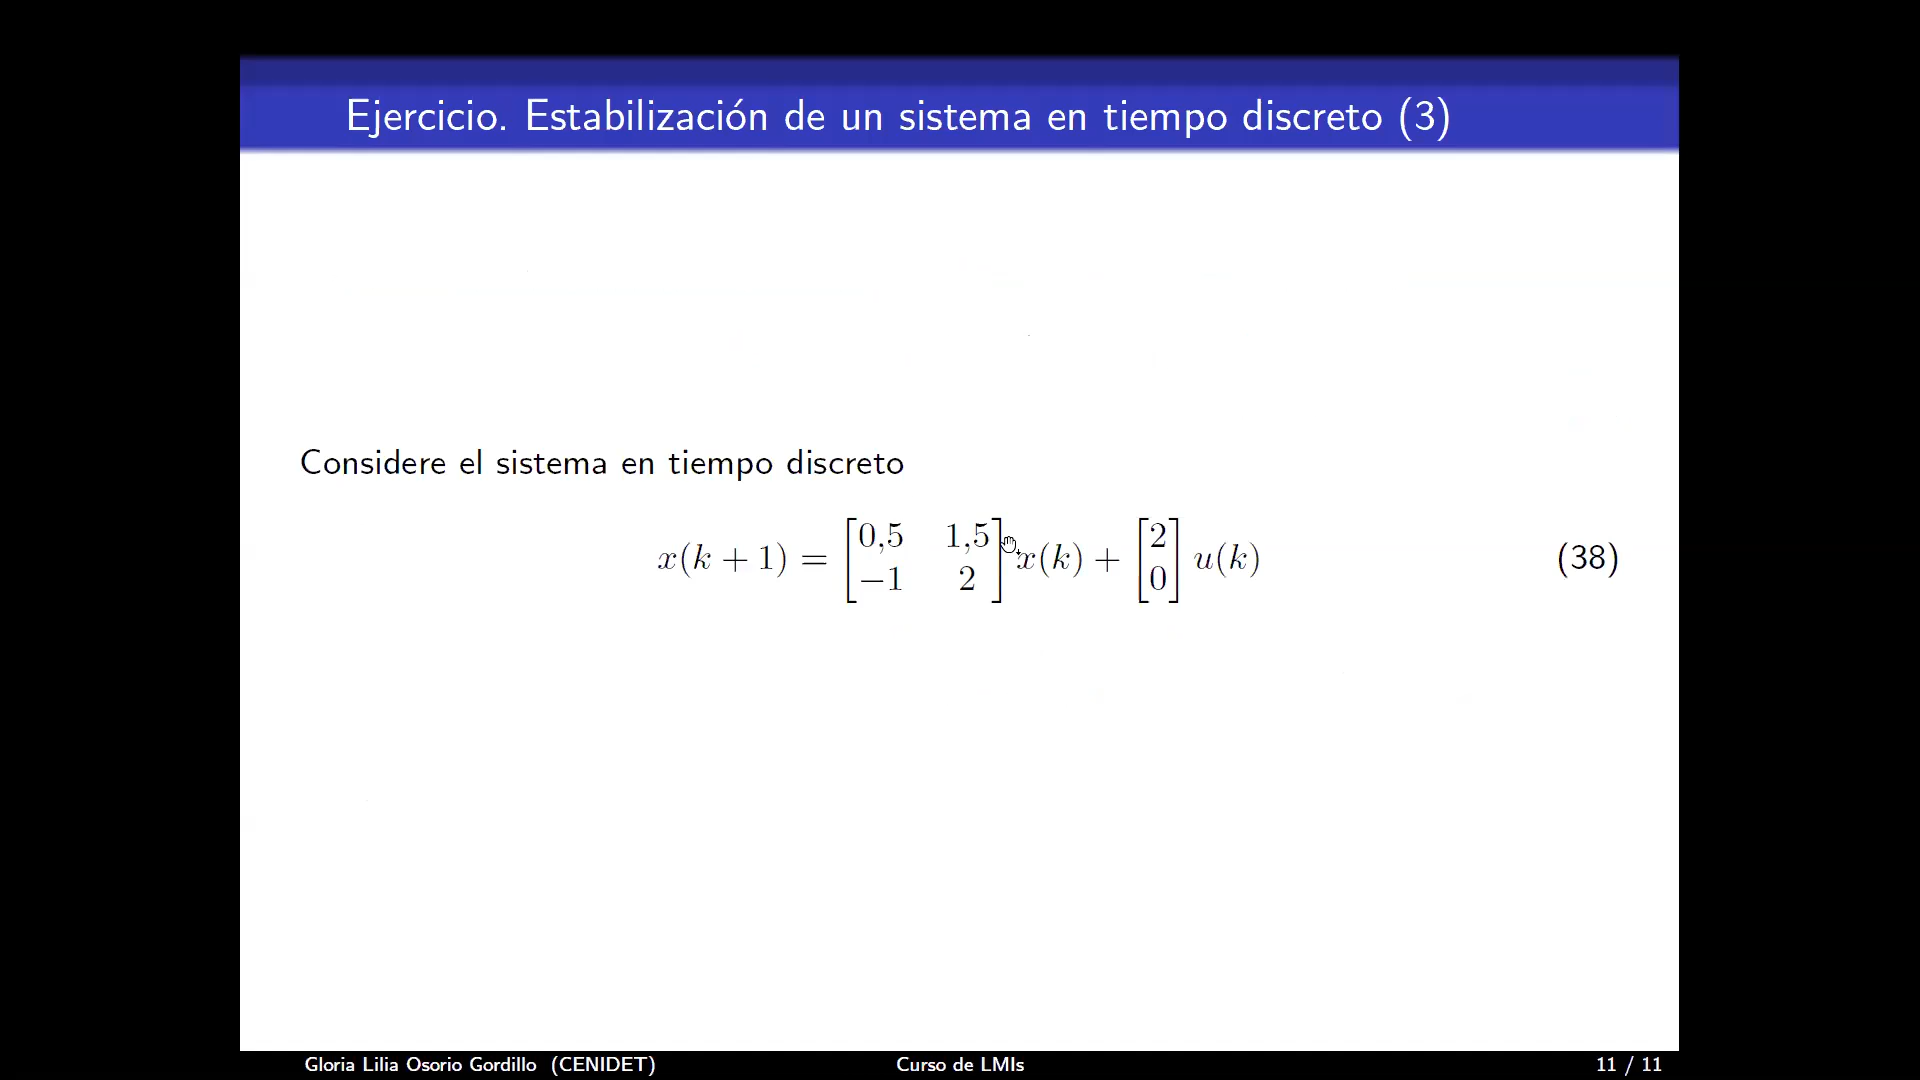 Ejercicio. Estabilización de un sistema en tiempo discreto (3)
Considere el sistema en tiempo discreto
x(k + 1) = [0,5 1,5; −1 2] x(k) + [2; 0] u(k) (38)
Gloria Lilia Osorio Gordillo (CENIDET) Curso de LMIs 11 / 11